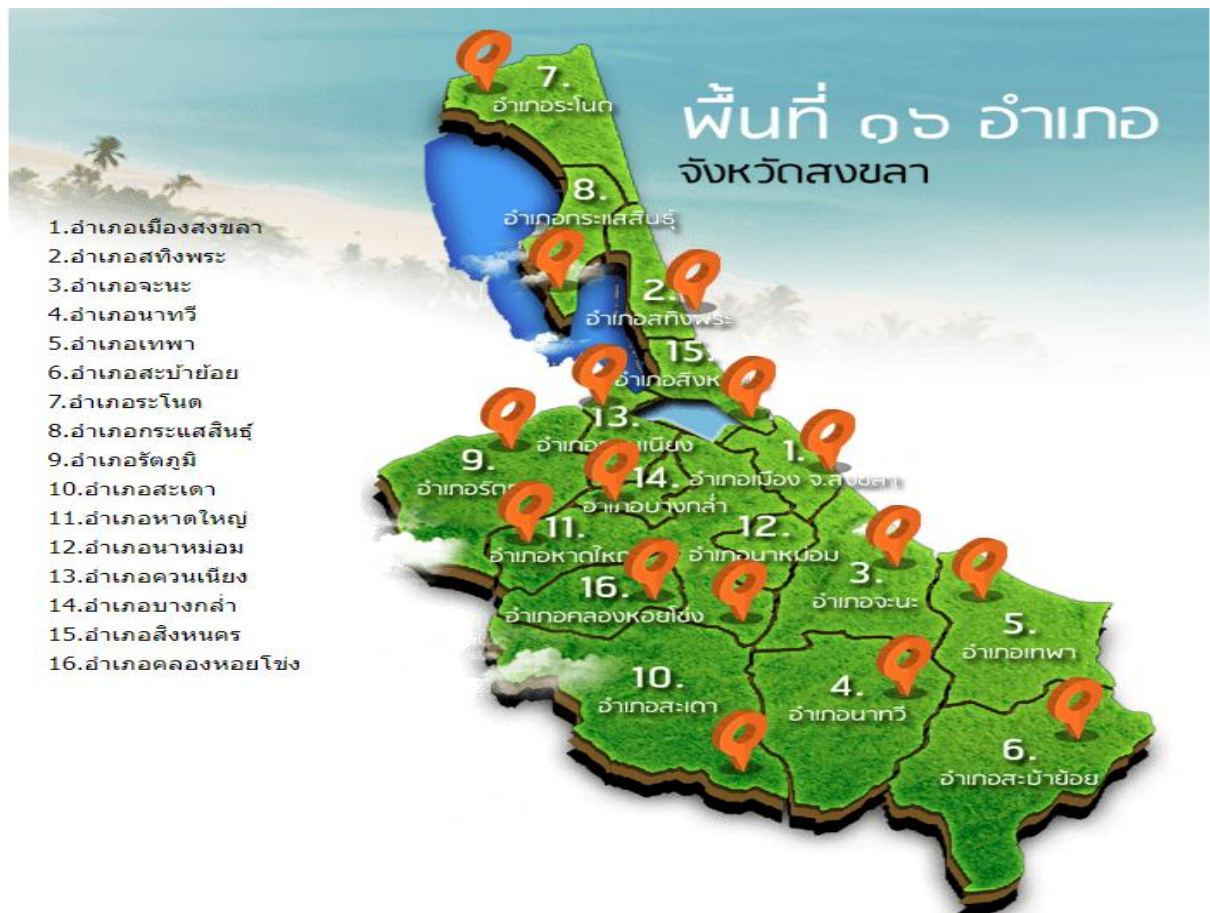 พื้นที่ ๑๖ อำเภอ
จังหวัดสงขลา
1.อำเภอเมืองสงขลา
2.อำเภอสทิงพระ
3.อำเภอจะนะ
4.อำเภอนาทวี
5.อำเภอเทพา
6.อำเภอสะบ้าย้อย
7.อำเภอระโนด
8.อำเภอกระแสสินธุ์
9.อำเภอรัตภูมิ
10.อำเภอสะเดา
11.อำเภอหาดใหญ่
12.อำเภอนาหม่อม
13.อำเภอควนเนียง
14.อำเภอบางกล่ำ
15.อำเภอสิงหนคร
16.อำเภอคลองหอยโข่ง
7.
อำเภอระโนด
8.
อำเภอกระแสสินธุ์
2.
อำเภอสทิงพระ
15.
อำเภอสิงห
13.
9.
14.
อำเภอบางกล่ำ
1.
อำเภอเมือง จ.สงขลา
11.
12.
อำเภอนาหม่อม
16.
อำเภอคลองหอยโข่ง
3.
อำเภอจะนะ
5.
อำเภอเทพา
10.
อำเภอสะเดา
4.
อำเภอนาทวี
6.
อำเภอสะบ้าย้อย